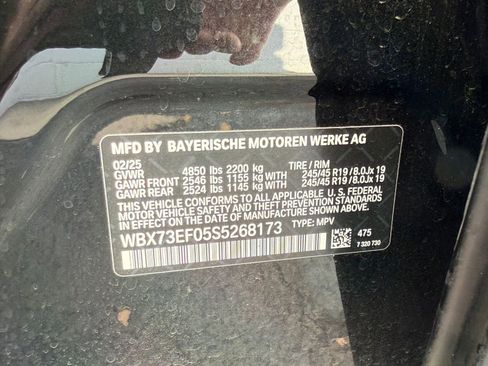 MFD BY BAYERISCHE MOTOREN WERKE AG
02/25
GVWR 4850 lbs 2200 kg TIRE / RIM
GAWR FRONT 2546 lbs 1155 kg WITH 245/45 R19 / 8.0Jx 19
GAWR REAR 2524 lbs 1145 kg WITH 245/45 R19 / 8.0Jx 19
THIS VEHICLE CONFORMS TO ALL APPLICABLE U.S. FEDERAL
MOTOR VEHICLE SAFETY STANDARDS IN EFFECT ON THE
DATE OF MANUFACTURE SHOWN ABOVE.
WBX73EF05S5268173 TYPE: MPV
475
7 320 730